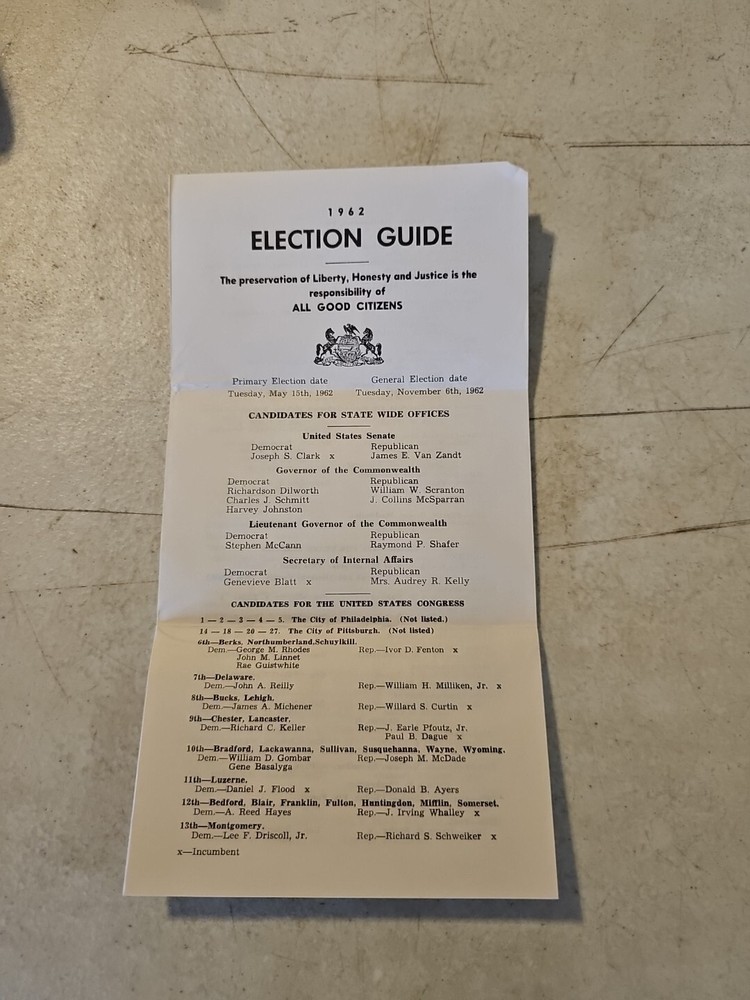 1962
ELECTION GUIDE
The preservation of Liberty, Honesty and Justice is the
responsibility of
ALL GOOD CITIZENS
Primary Election date General Election date
Tuesday, May 15th, 1962 Tuesday, November 6th, 1962
CANDIDATES FOR STATE WIDE OFFICES
United States Senate
Democrat Republican
Joseph S. Clark x James E. Van Zandt
Governor of the Commonwealth
Democrat Republican
Richardson Dilworth William W. Scranton
Charles J. Schmitt J. Collins McSparran
Harvey Johnston
Lieutenant Governor of the Commonwealth
Democrat Republican
Stephen McCann Raymond P. Shafer
Secretary of Internal Affairs
Democrat Republican
Genevieve Blatt x Mrs. Audrey R. Kelly
CANDIDATES FOR THE UNITED STATES CONGRESS
1 — 2 — 3 — 4 — 5. The City of Philadelphia. (Not listed.)
14 — 18 — 20 — 27. The City of Pittsburgh. (Not listed)
6th—Berks, Northumberland,Schuylkill.
Dem.—George M. Rhodes Rep.—Ivor D. Fenton x
John M. Linnet
Rae Guistwhite
7th—Delaware.
Dem.—John A. Reilly Rep.—William H. Milliken, Jr. x
8th—Bucks, Lehigh.
Dem.—James A. Michener Rep.—Willard S. Curtin x
9th—Chester, Lancaster.
Dem.—Richard C. Keller Rep.—J. Earle Pfoutz, Jr.
Paul B. Dague x
10th—Bradford, Lackawanna, Sullivan, Susquehanna, Wayne, Wyoming.
Dem.—William D. Gombar Rep.—Joseph M. McDade
Gene Basalyga
11th—Luzerne.
Dem.—Daniel J. Flood x Rep.—Donald B. Ayers
12th—Bedford, Blair, Franklin, Fulton, Huntingdon, Mifflin, Somerset.
Dem.—A. Reed Hayes Rep.—J. Irving Whalley x
13th—Montgomery.
Dem.—Lee F. Driscoll, Jr. Rep.—Richard S. Schweiker x
x—Incumbent